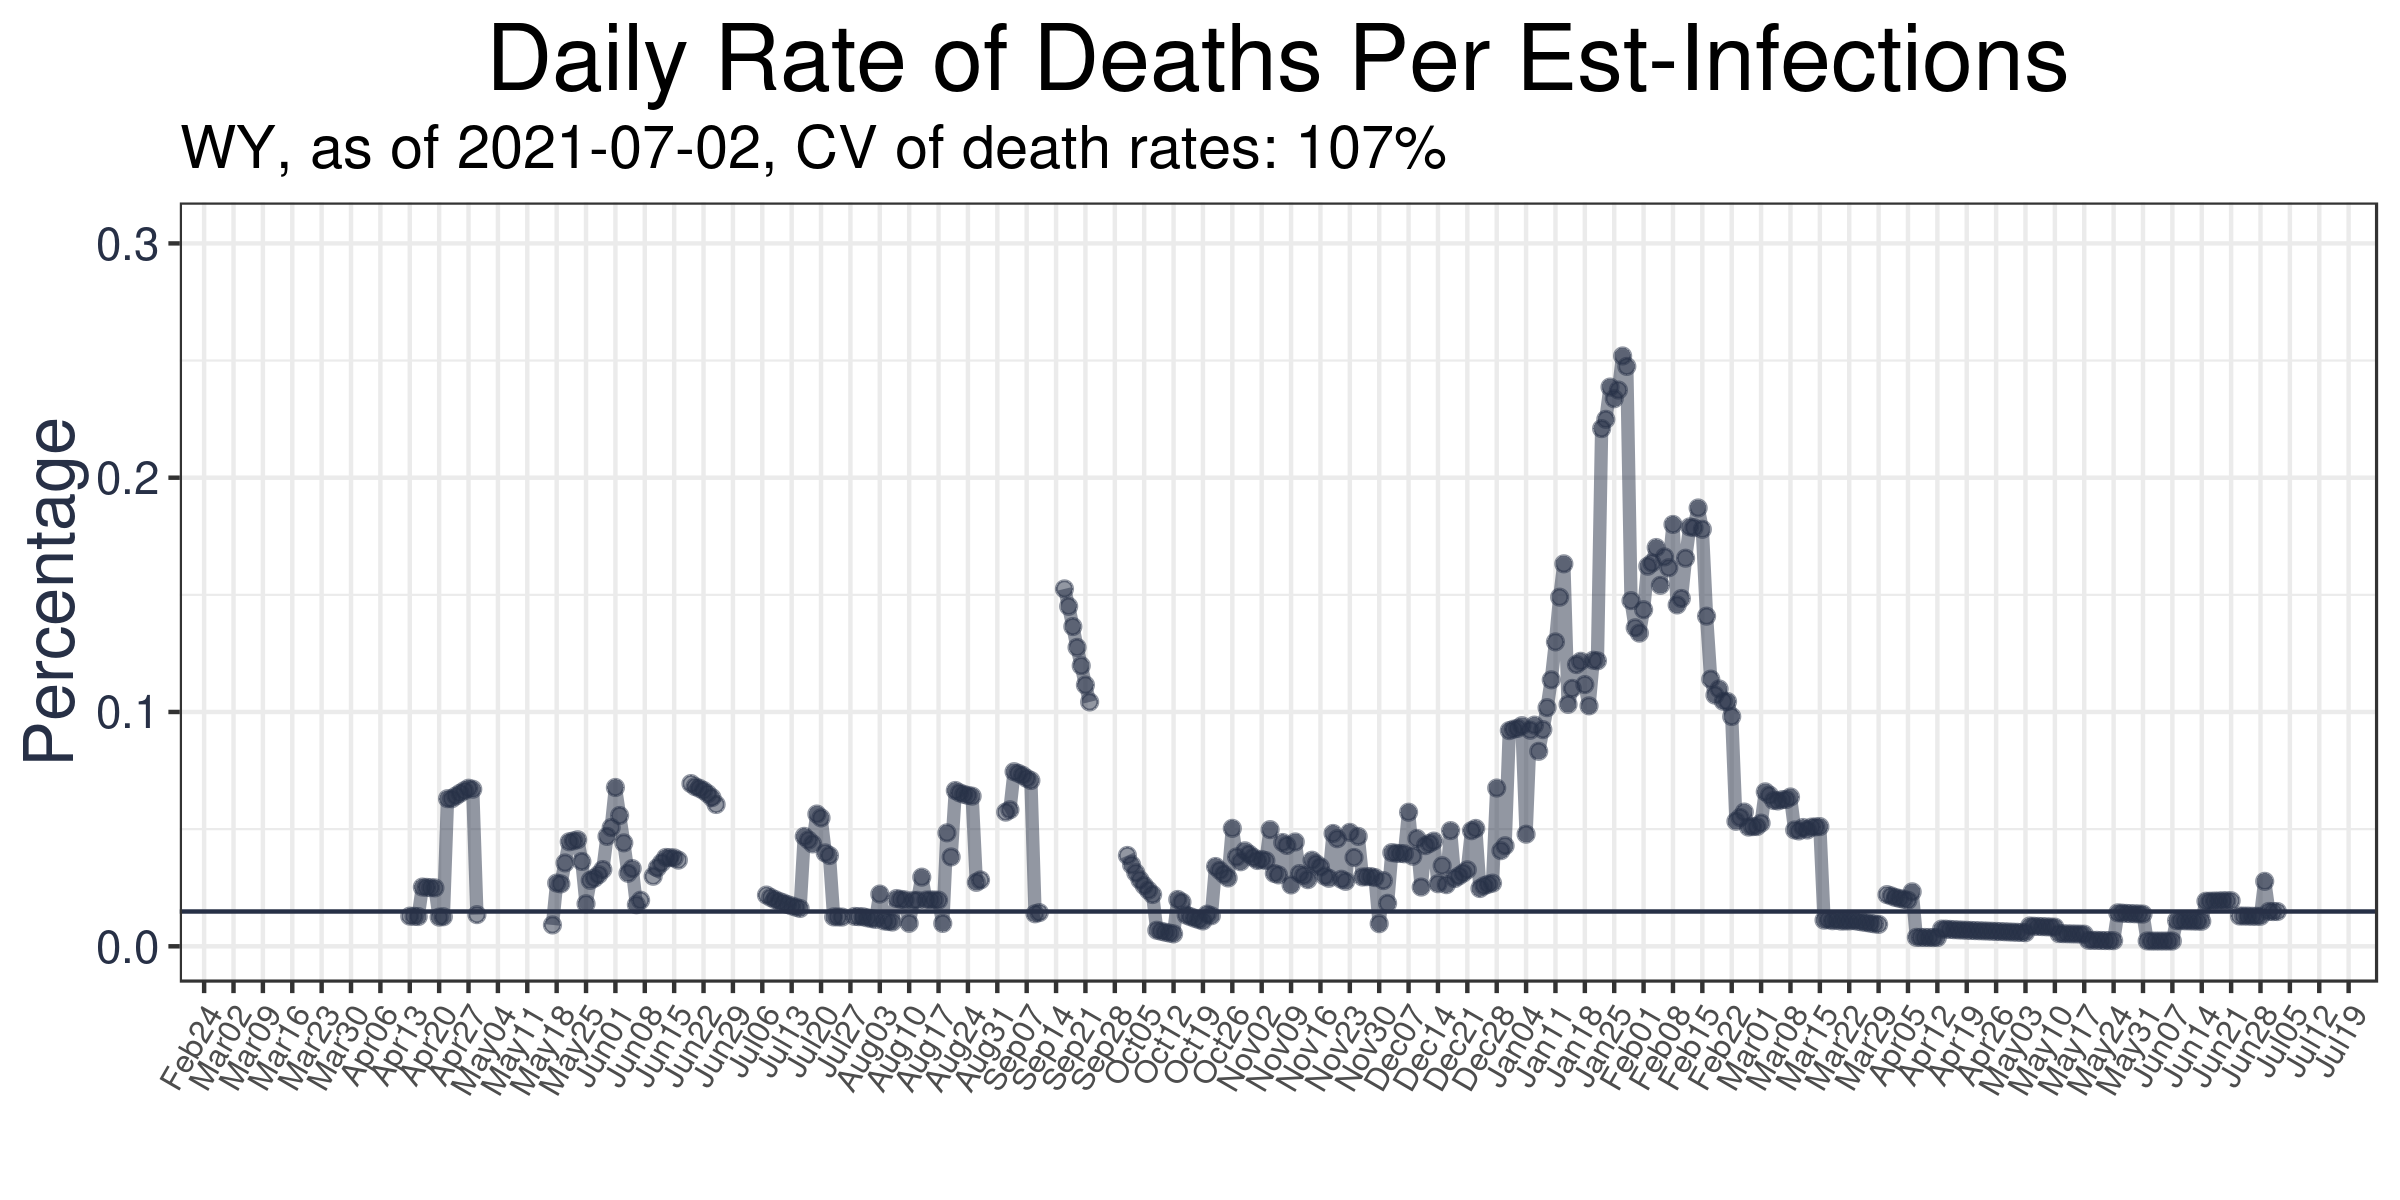 Daily Rate of Deaths Per Est-Infections
WY, as of 2021-07-02, CV of death rates: 107%
Percentage
0.3
0.2
0.1
0.0
Feb24
Mar02
Mar09
Mar16
Mar23
Mar30
Apr06
Apr13
Apr20
Apr27
May04
May11
May18
May25
Jun01
Jun08
Jun15
Jun22
Jun29
Jul06
Jul13
Jul20
Jul27
Aug03
Aug10
Aug17
Aug24
Aug31
Sep07
Sep14
Sep21
Sep28
Oct05
Oct12
Oct19
Oct26
Nov02
Nov09
Nov16
Nov23
Nov30
Dec07
Dec14
Dec21
Dec28
Jan04
Jan11
Jan18
Jan25
Feb01
Feb08
Feb15
Feb22
Mar01
Mar08
Mar15
Mar22
Mar29
Apr05
Apr12
Apr19
Apr26
May03
May10
May17
May24
May31
Jun07
Jun14
Jun21
Jun28
Jul05
Jul12
Jul19